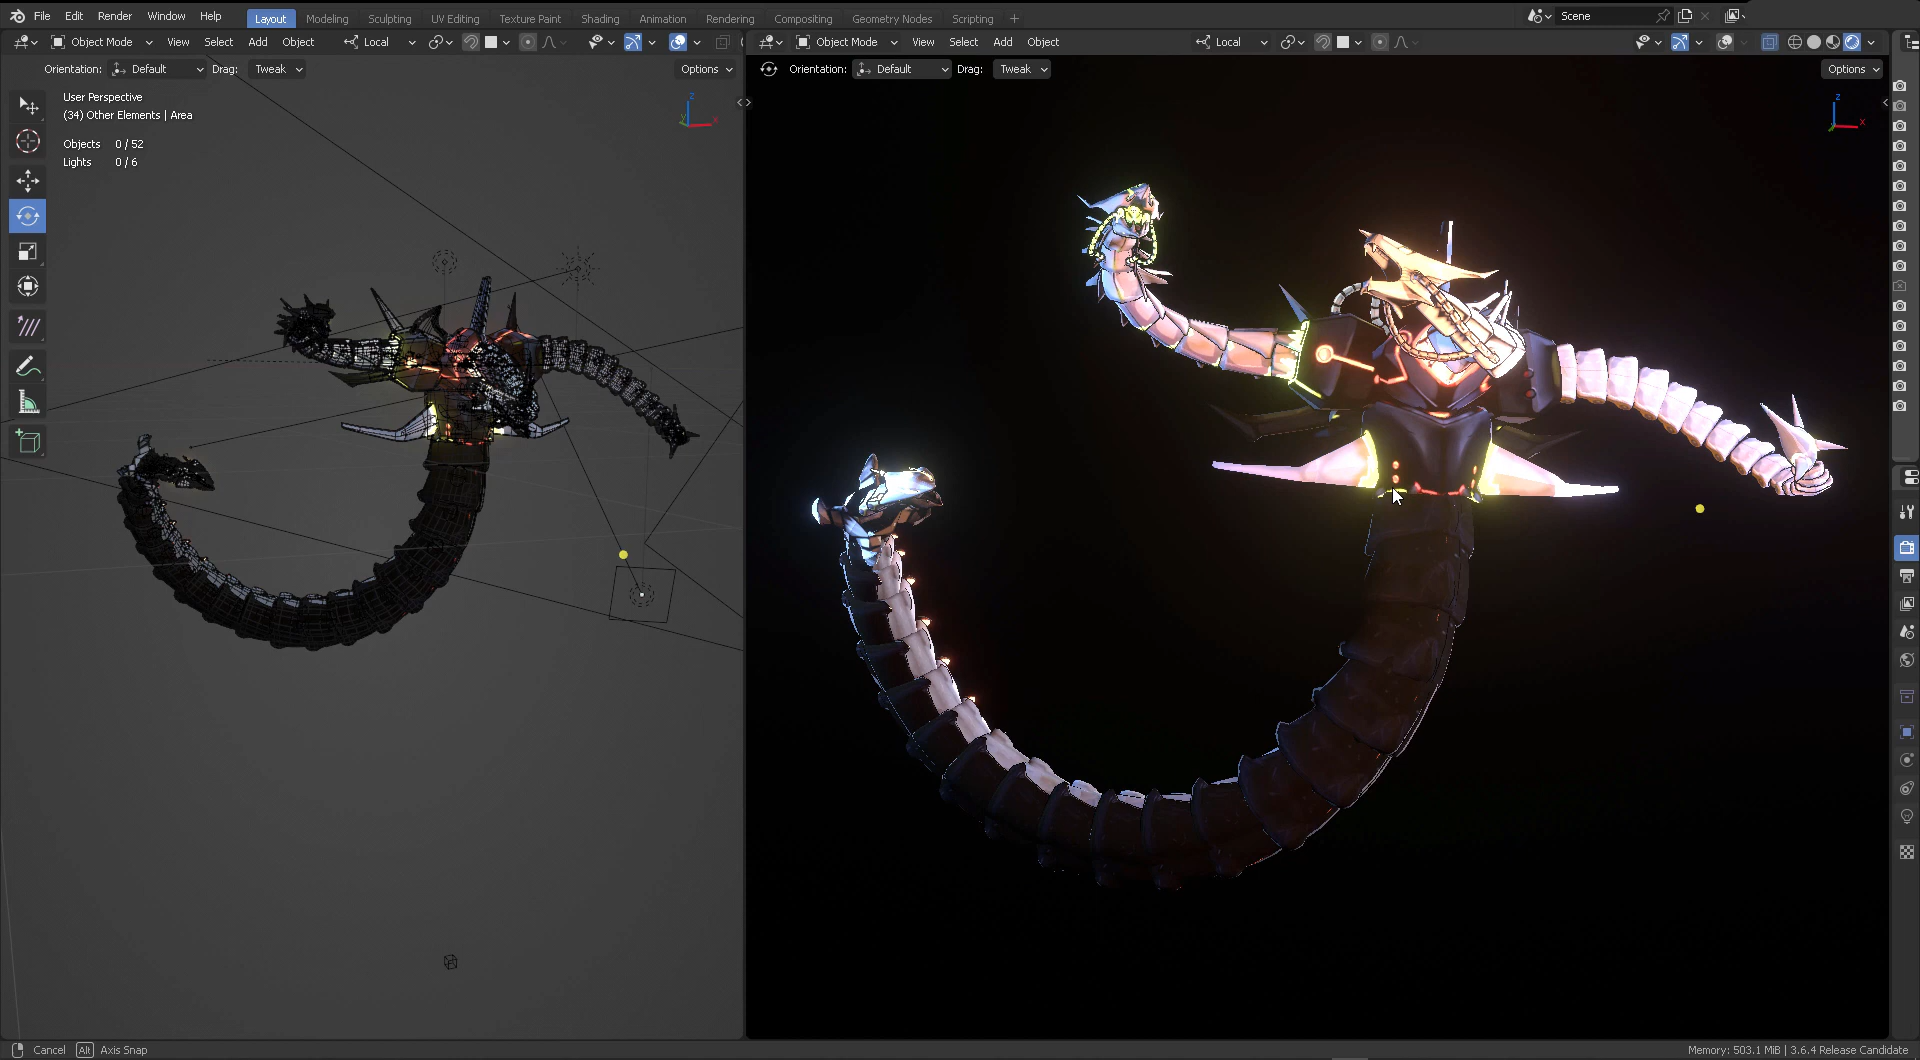 File Edit Render Window Help Layout Modeling Sculpting UV Editing Texture Paint Shading Animation Rendering Compositing Geometry Nodes Scripting + Scene
Object Mode View Select Add Object Local
Object Mode View Select Add Object Local
Orientation: Default Drag: Tweak Options
Orientation: Default Drag: Tweak Options
User Perspective
(34) Other Elements | Area
Objects 0 / 52
Lights 0 / 6
Z
Y
X
Z
Y
X
Cancel Alt Axis Snap
Memory: 503.1 MiB | 3.6.4 Release Candidate